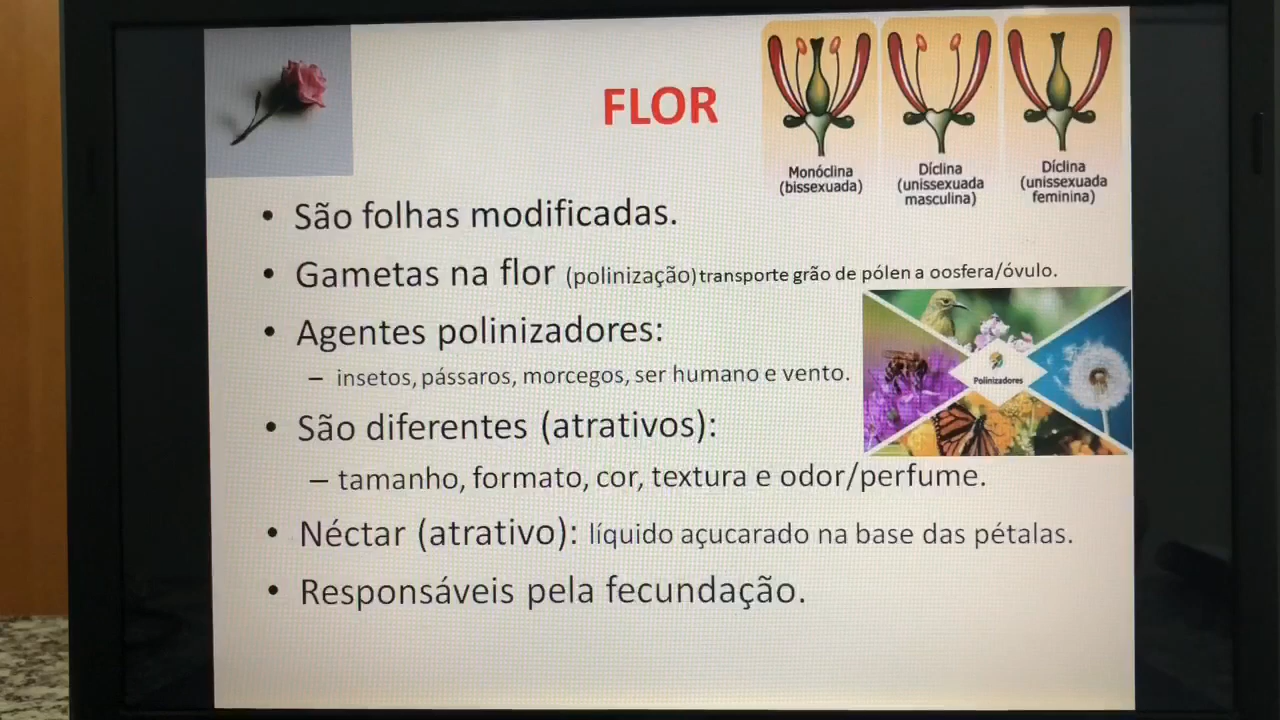 FLOR
Monóclina
(bissexuada)
Díclina
(unissexuada
masculina)
Díclina
(unissexuada
feminina)
• São folhas modificadas.
• Gametas na flor (polinização) transporte grão de pólen a oosfera/óvulo.
• Agentes polinizadores:
– insetos, pássaros, morcegos, ser humano e vento.
Polinizadores
• São diferentes (atrativos):
– tamanho, formato, cor, textura e odor/perfume.
• Néctar (atrativo): líquido açucarado na base das pétalas.
• Responsáveis pela fecundação.